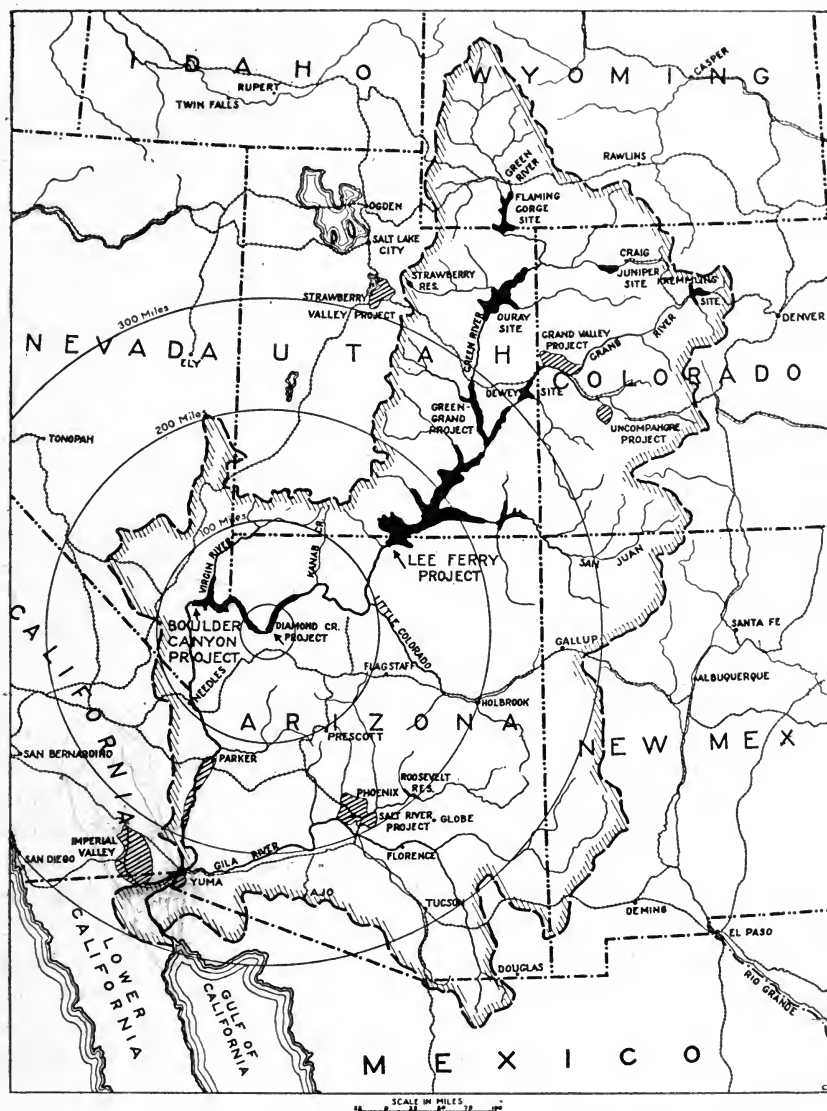 IDAHO
WYOMING
CASPER
RUPERT
TWIN FALLS
GREEN RIVER
RAWLINS
FLAMING
GORGE
SITE
OGDEN
SALT LAKE
CITY
CRAIG
JUNIPER
SITE
KREMMLING
SITE
STRAWBERRY
RES.
STRAWBERRY
VALLEY PROJECT
OURAY
SITE
DENVER
300 Miles
GREEN RIVER
GRAND VALLEY
PROJECT
GRAND RIVER
NEVADA
ELY
UTAH
COLORADO
DEWEY SITE
GREEN-
GRAND
PROJECT
UNCOMPAHGRE
PROJECT
200 Miles
TONOPAH
100 Miles
VIRGIN RIVER
KANAB CR.
LEE FERRY
PROJECT
SAN JUAN
CALIFORNIA
BOULDER
CANYON
PROJECT
DIAMOND CR.
PROJECT
LITTLE COLORADO
SANTA FE
GALLUP
NEEDLES
FLAGSTAFF
ALBUQUERQUE
HOLBROOK
ARIZONA
NEW MEX
PRESCOTT
SAN BERNARDINO
PARKER
ROOSEVELT
RES.
PHOENIX
SALT RIVER
PROJECT
GLOBE
IMPERIAL
VALLEY
SAN DIEGO
GILA RIVER
FLORENCE
YUMA
AJO
TUCSON
DEMING
EL PASO
LOWER
CALIFORNIA
GULF OF
CALIFORNIA
DOUGLAS
RIO GRANDE
MEXICO
SCALE IN MILES